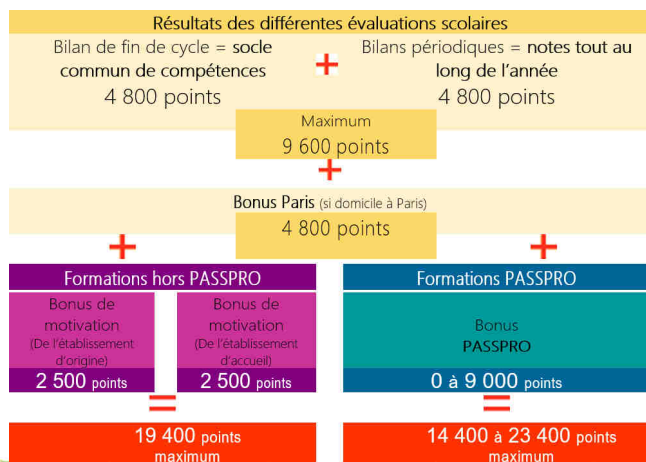 Résultats des différentes évaluations scolaires
Bilan de fin de cycle = socle
commun de compétences
4 800 points
+
Bilans périodiques = notes tout au
long de l'année
4 800 points
Maximum
9 600 points
+
Bonus Paris (si domicile à Paris)
4 800 points
+
+
Formations hors PASSPRO
Bonus de
motivation
(De l'établissement
d'origine)
2 500 points
Bonus de
motivation
(De l'établissement
d'accueil)
2 500 points
=
19 400 points
maximum
Formations PASSPRO
Bonus
PASSPRO
0 à 9 000 points
=
14 400 à 23 400 points
maximum